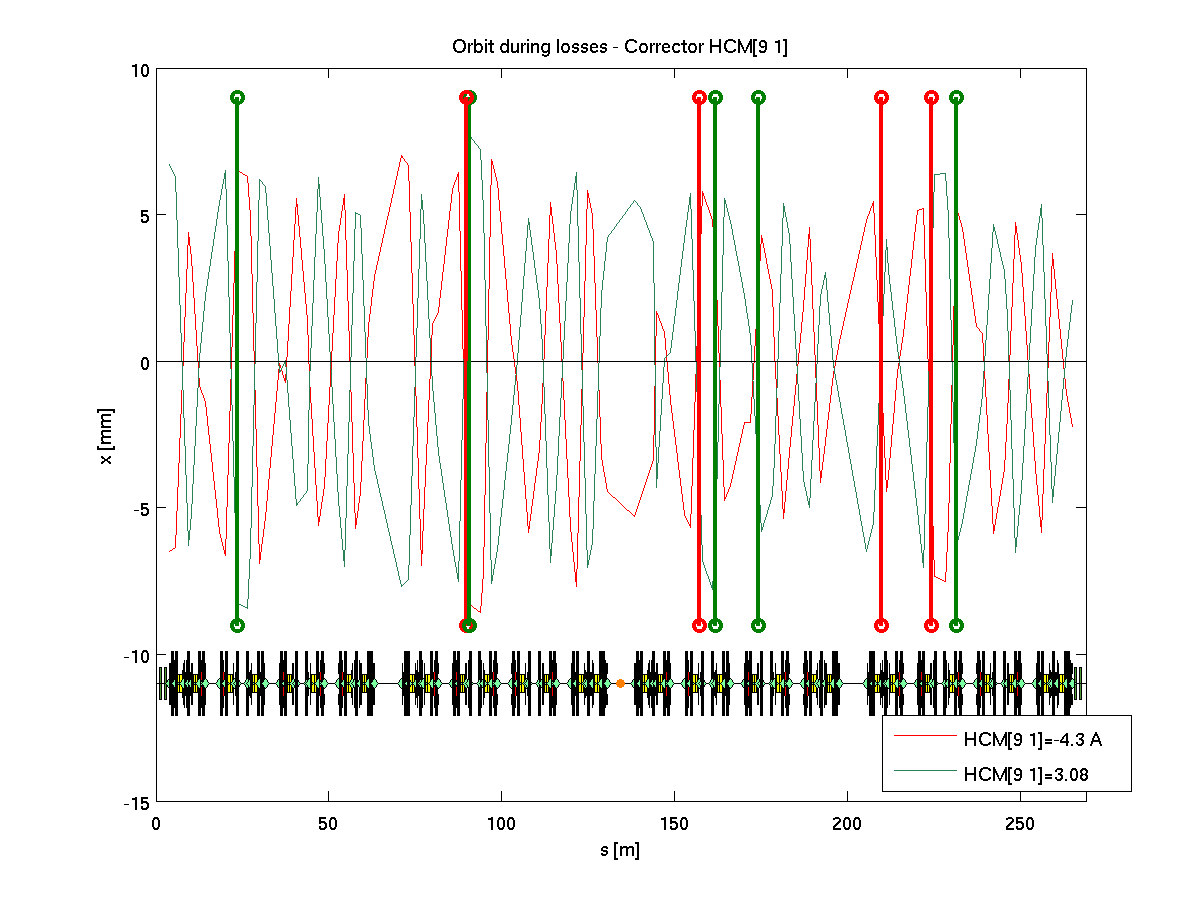 Orbit during losses - Corrector HCM[9 1]
10
5
0
-5
-10
-15
x [mm]
0
50
100
150
200
250
s [m]
HCM[9 1]=-4.3 A
HCM[9 1]=3.08